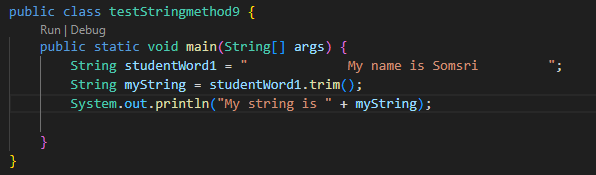 public class testStringmethod9 {
Run | Debug
public static void main(String[] args) {
String studentWord1 = "             My name is Somsri         ";
String myString = studentWord1.trim();
System.out.println("My string is " + myString);
}
}